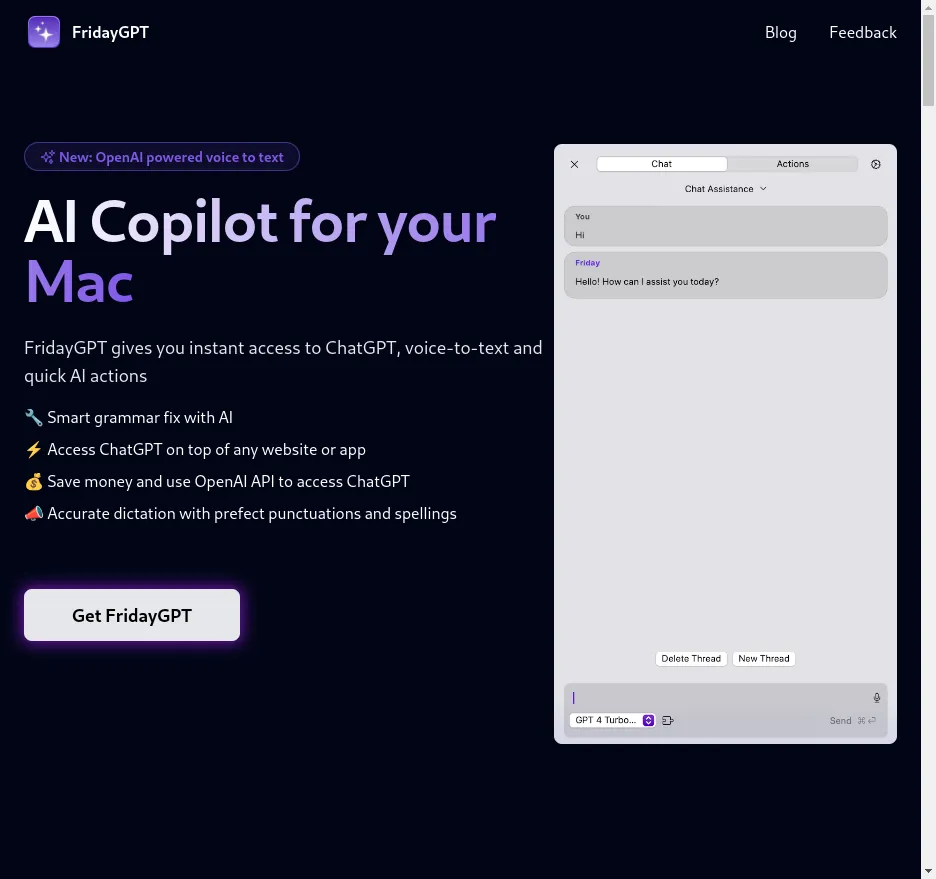 FridayGPT
Blog
Feedback
New: OpenAI powered voice to text
AI Copilot for your
Mac
FridayGPT gives you instant access to ChatGPT, voice-to-text and
quick AI actions
🔧 Smart grammar fix with AI
⚡ Access ChatGPT on top of any website or app
💰 Save money and use OpenAI API to access ChatGPT
📣 Accurate dictation with prefect punctuations and spellings
Get FridayGPT
Chat
Actions
Chat Assistance
You
Hi
Friday
Hello! How can I assist you today?
Delete Thread
New Thread
GPT 4 Turbo...
Send ⌘ ⏎